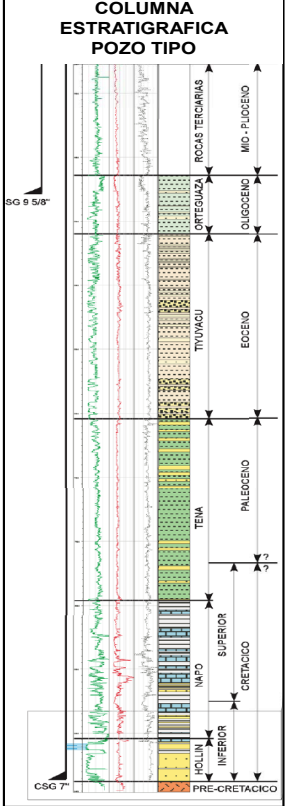 COLUMNA
ESTRATIGRAFICA
POZO TIPO
ROCAS TERCIARIAS
MIO - PLIOCENO
SG 9 5/8"
ORTEGUAZA
OLIGOCENO
TIYUYACU
EOCENO
TENA
PALEOCENO
?
?
NAPO
SUPERIOR
CRETACICO
HOLLIN
INFERIOR
CSG 7"
PRE-CRETACICO